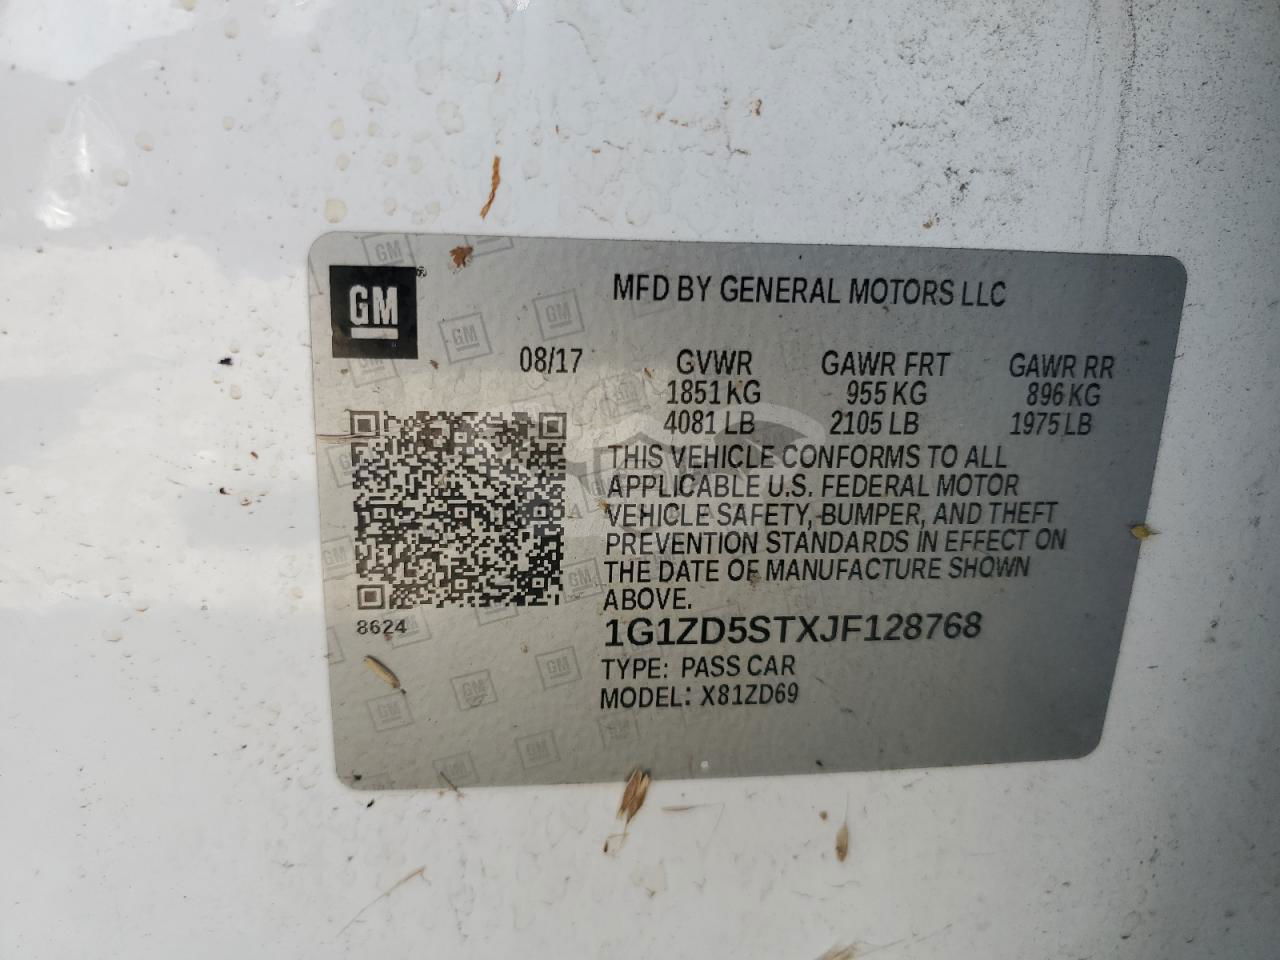 GM
MFD BY GENERAL MOTORS LLC
08/17 GVWR GAWR FRT GAWR RR
1851 KG 955 KG 896 KG
4081 LB 2105 LB 1975 LB
THIS VEHICLE CONFORMS TO ALL
APPLICABLE U.S. FEDERAL MOTOR
VEHICLE SAFETY, BUMPER, AND THEFT
PREVENTION STANDARDS IN EFFECT ON
THE DATE OF MANUFACTURE SHOWN
ABOVE.
8624
1G1ZD5STXJF128768
TYPE: PASS CAR
MODEL: X81ZD69